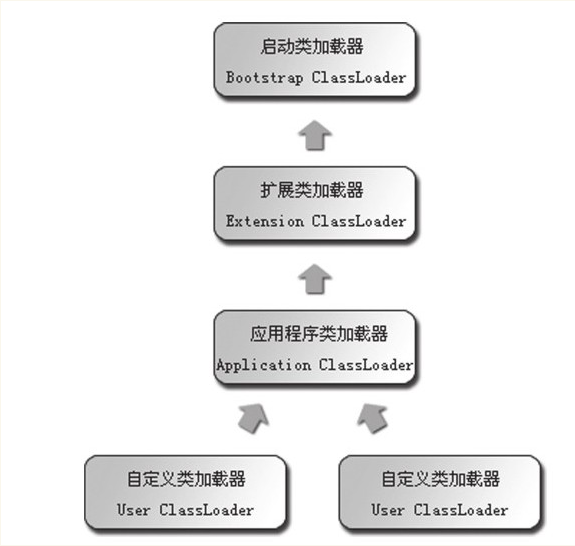 启动类加载器
Bootstrap ClassLoader
扩展类加载器
Extension ClassLoader
应用程序类加载器
Application ClassLoader
自定义类加载器
User ClassLoader
自定义类加载器
User ClassLoader